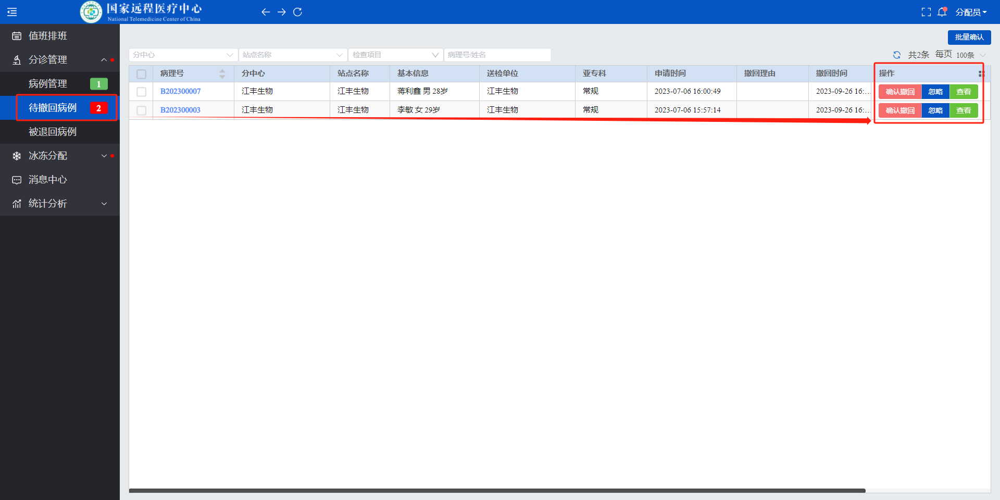 国家远程医疗中心
National Telemedicine Center of China
分配员
值班排班
分诊管理
病例管理 1
待撤回病例 2
被退回病例
冰冻分配
消息中心
统计分析
批量确认
分中心 站点名称 检查项目 病理号/姓名 共2条 每页 100条
病理号 分中心 站点名称 基本信息 送检单位 亚专科 申请时间 撤回理由 撤回时间 操作
B202300007 江丰生物 江丰生物 蒋利鑫 男 28岁 江丰生物 常规 2023-07-06 16:00:49 2023-09-26 16:... 确认撤回 忽略 查看
B202300003 江丰生物 江丰生物 李敏 女 29岁 江丰生物 常规 2023-07-06 15:57:14 2023-09-26 16:... 确认撤回 忽略 查看